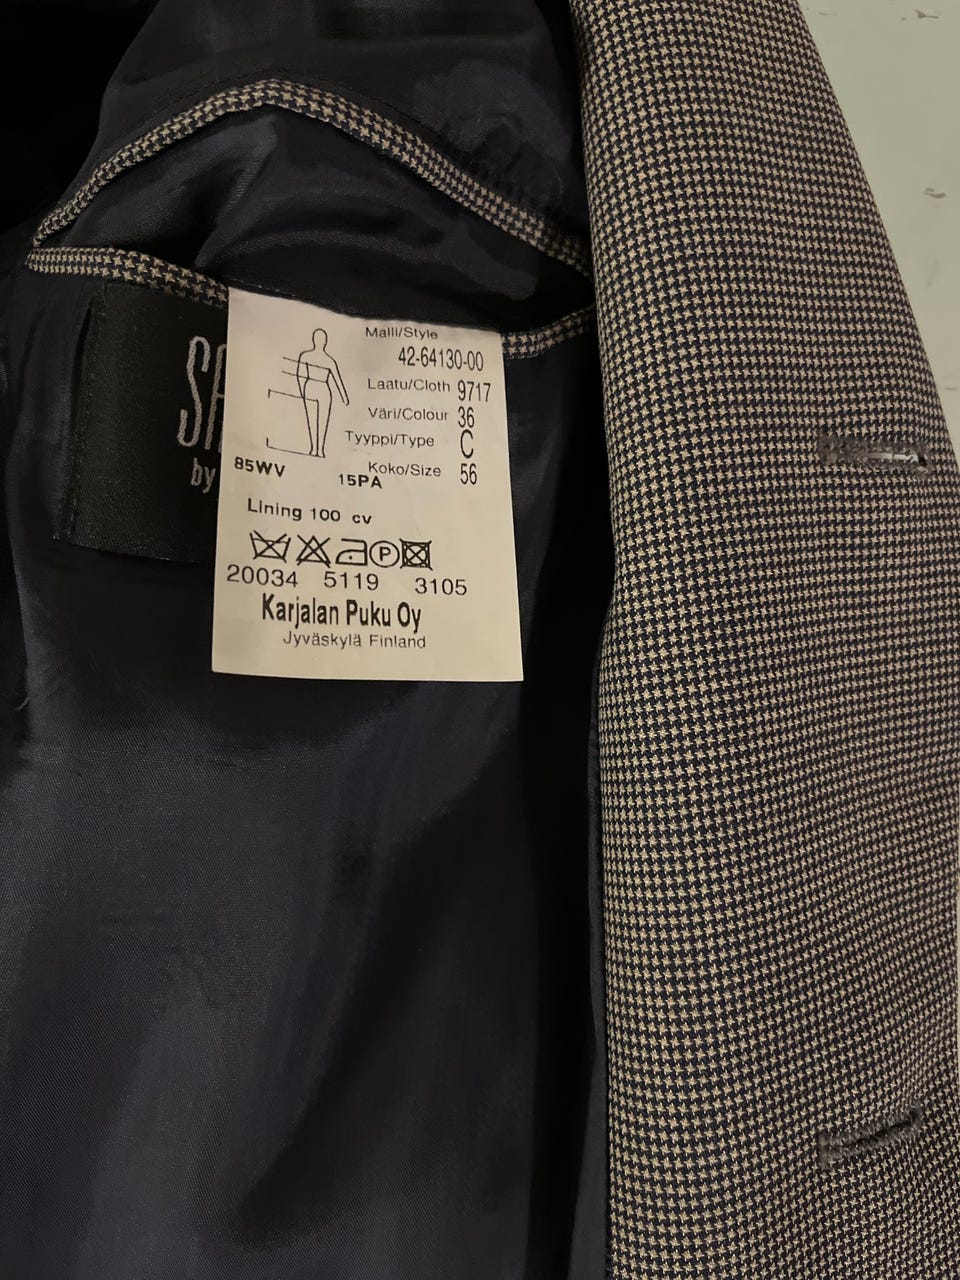 Malli/Style
42-64130-00
Laatu/Cloth 9717
Väri/Colour 36
Tyyppi/Type C
Koko/Size 56
85WV 15PA
Lining 100 cv
P
20034 5119 3105
Karjalan Puku Oy
Jyväskylä Finland
by